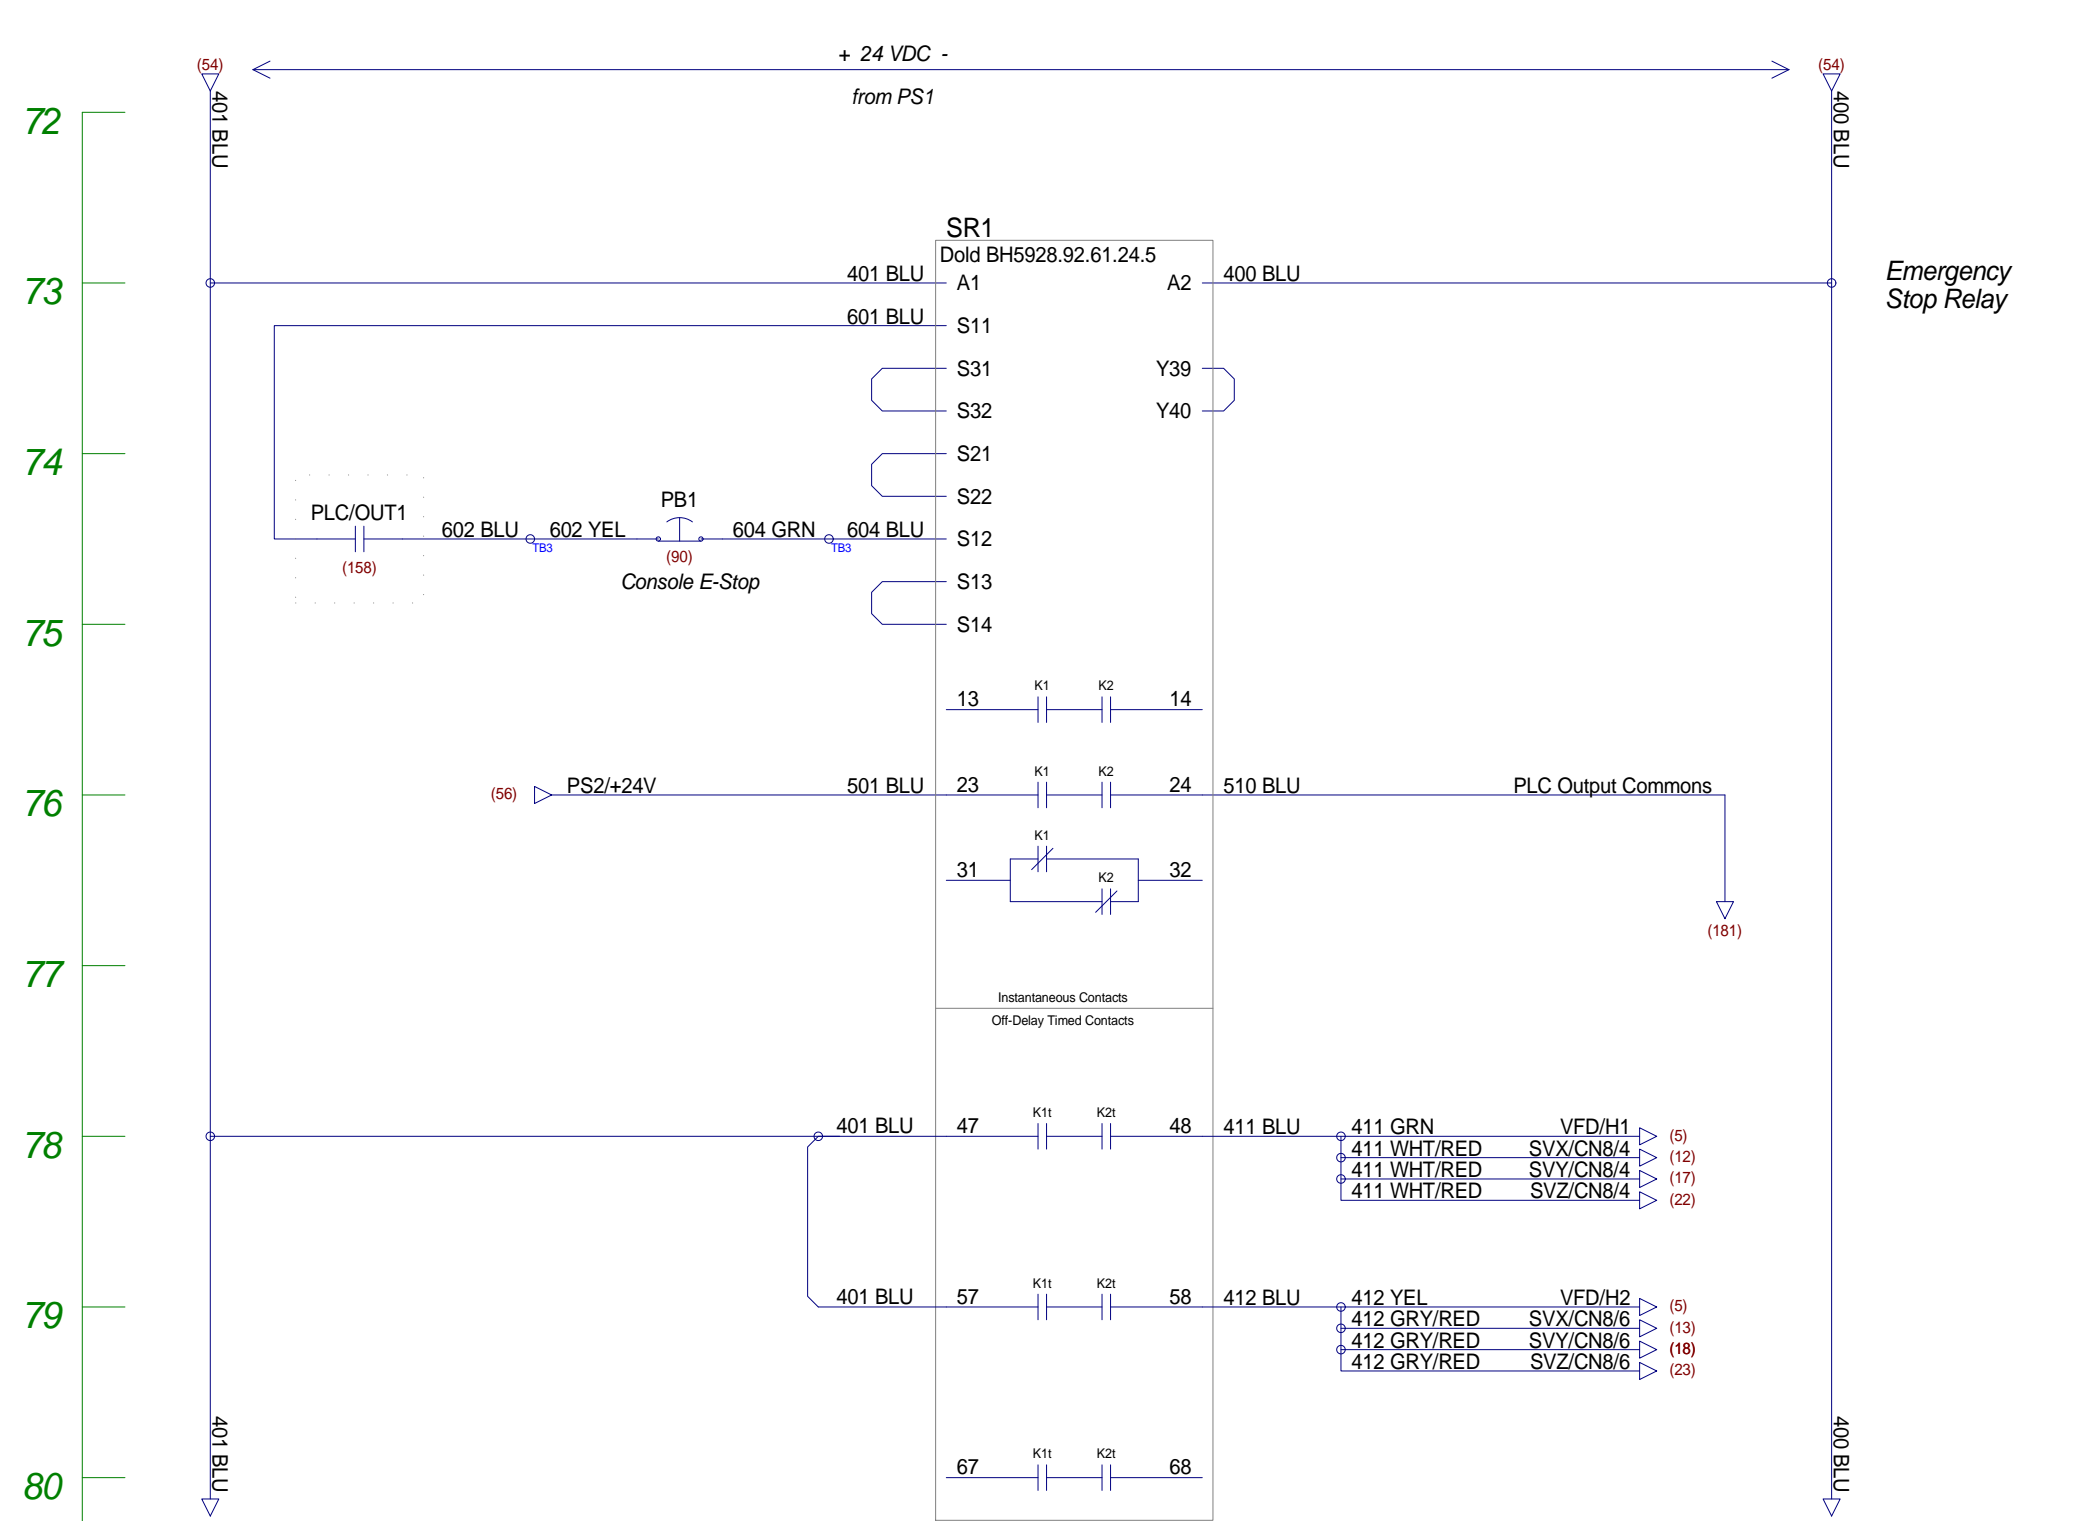 + 24 VDC -
from PS1
(54)
(54)
401 BLU
400 BLU
72
SR1
Dold BH5928.92.61.24.5
73
401 BLU
A1
A2
400 BLU
Emergency
Stop Relay
601 BLU
S11
S31
Y39
S32
Y40
74
S21
S22
PLC/OUT1
PB1
602 BLU
602 YEL
604 GRN
604 BLU
S12
TB3
TB3
(158)
(90)
Console E-Stop
S13
75
S14
K1
K2
13
14
K1
K2
76
(56)
PS2/+24V
501 BLU
23
24
510 BLU
PLC Output Commons
K1
31
K2
32
(181)
77
Instantaneous Contacts
Off-Delay Timed Contacts
K1t
K2t
78
401 BLU
47
48
411 BLU
411 GRN
VFD/H1
(5)
411 WHT/RED
SVX/CN8/4
(12)
411 WHT/RED
SVY/CN8/4
(17)
411 WHT/RED
SVZ/CN8/4
(22)
K1t
K2t
79
401 BLU
57
58
412 BLU
412 YEL
VFD/H2
(5)
412 GRY/RED
SVX/CN8/6
(13)
412 GRY/RED
SVY/CN8/6
(18)
412 GRY/RED
SVZ/CN8/6
(23)
K1t
K2t
80
67
68
401 BLU
400 BLU